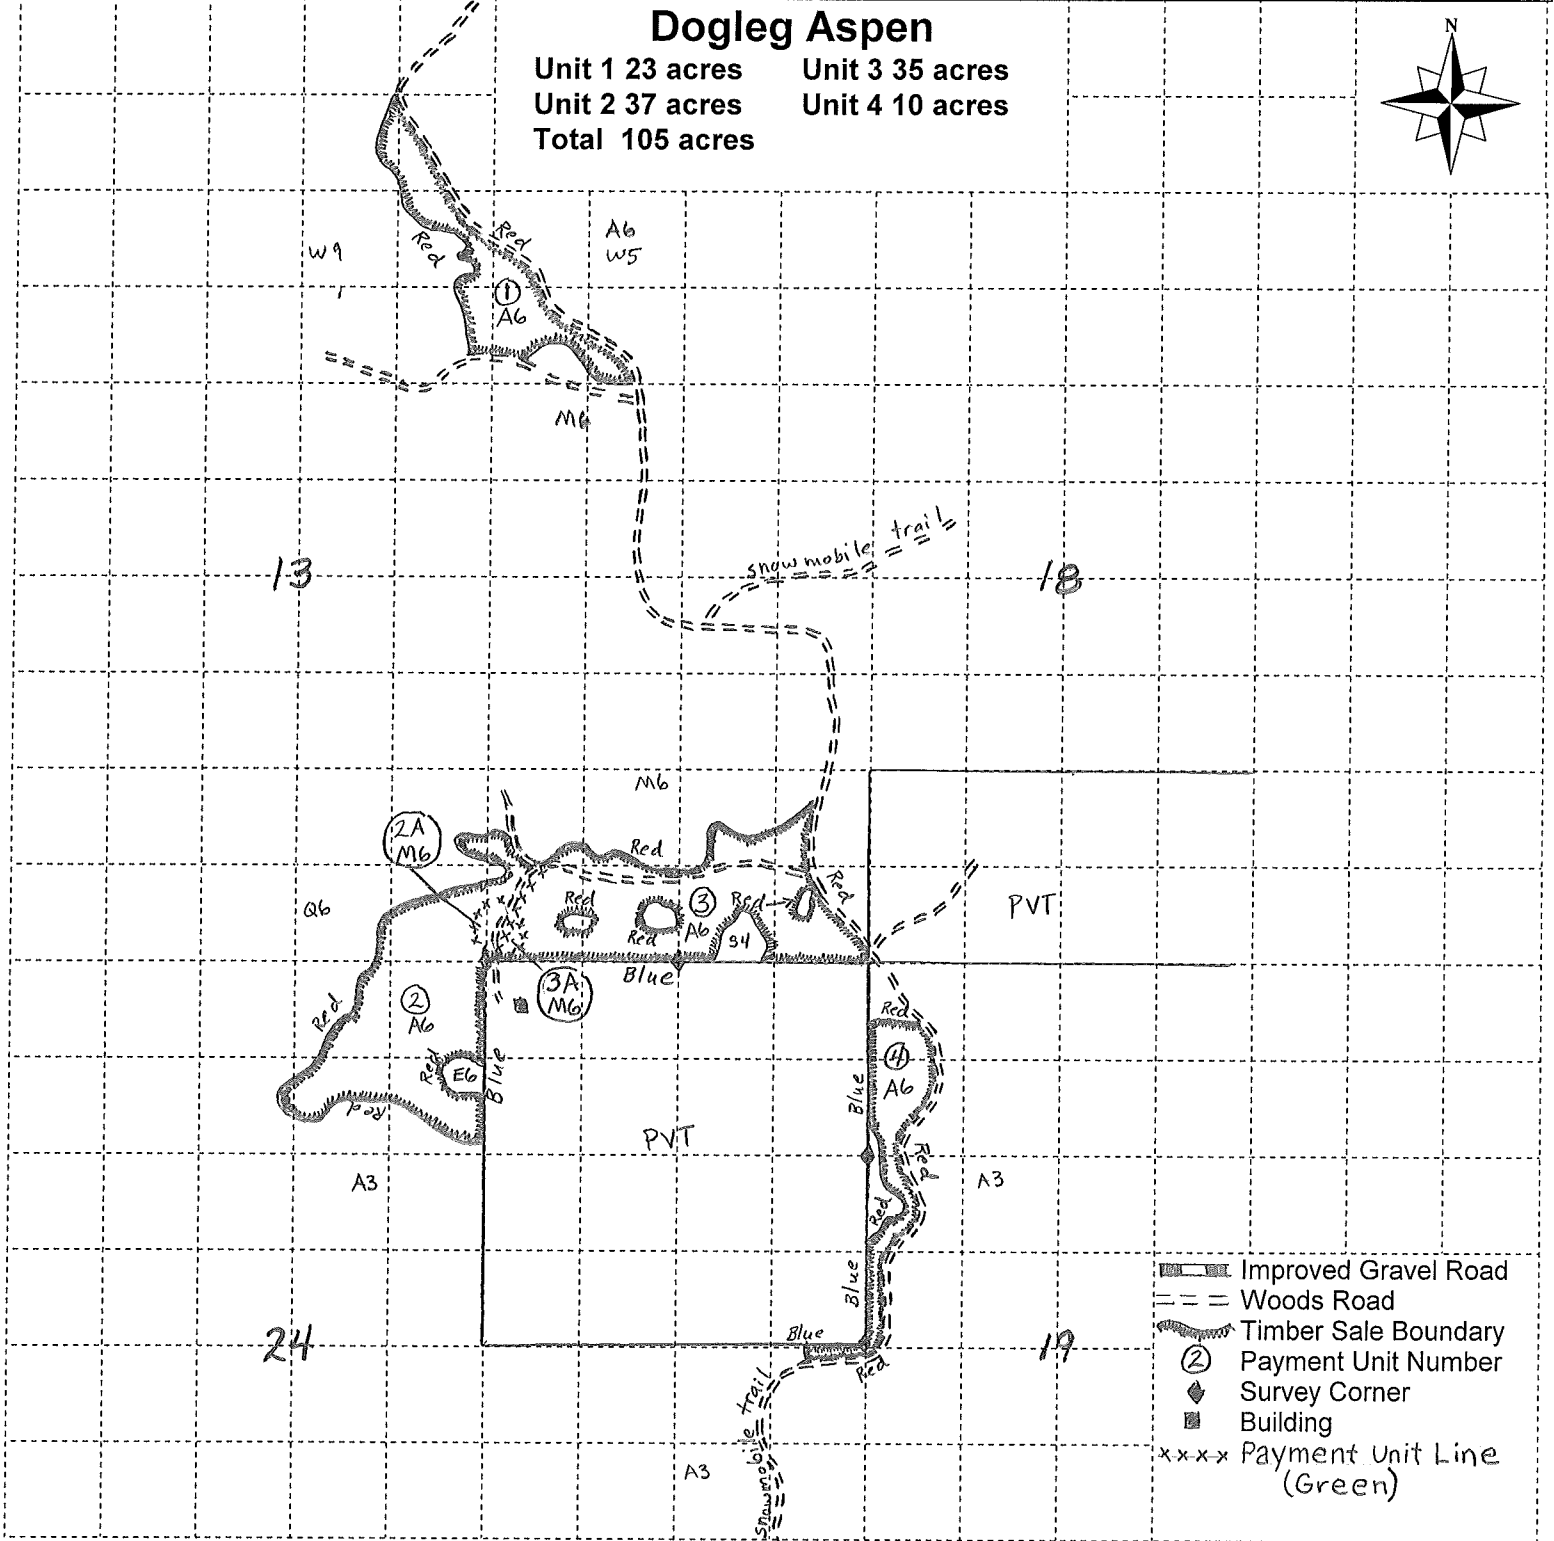 Dogleg Aspen
Unit 1 23 acres Unit 3 35 acres
Unit 2 37 acres Unit 4 10 acres
Total 105 acres
N
Red
Red
A6
W5
W9
1
A6
M6
snowmobile trail
13
18
M6
2A
M6
Red
Red
PVT
Q6
Red
3
A6
Red
Red
S4
Blue
3A
M6
2
A6
Red
Red
E6
Blue
Red
Red
4
A6
Blue
PVT
Red
A3
A3
Red
Blue
24
Blue
Red
19
snowmobile trail
A3
Improved Gravel Road
Woods Road
Timber Sale Boundary
2 Payment Unit Number
Survey Corner
Building
xxxx Payment Unit Line
(Green)